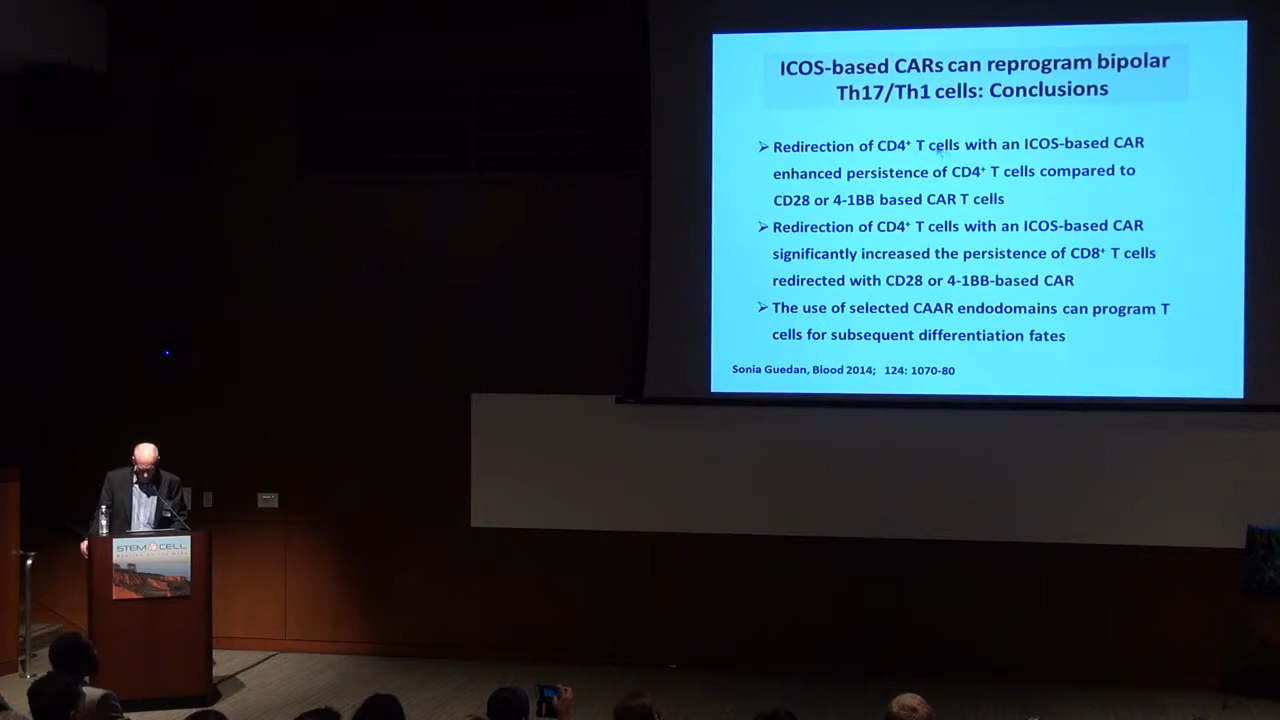 ICOS-based CARs can reprogram bipolar
Th17/Th1 cells: Conclusions
➢ Redirection of CD4⁺ T cells with an ICOS-based CAR
enhanced persistence of CD4⁺ T cells compared to
CD28 or 4-1BB based CAR T cells
➢ Redirection of CD4⁺ T cells with an ICOS-based CAR
significantly increased the persistence of CD8⁺ T cells
redirected with CD28 or 4-1BB-based CAR
➢ The use of selected CAAR endodomains can program T
cells for subsequent differentiation fates
Sonia Guedan, Blood 2014; 124: 1070-80
STEM CELL
MEETING ON THE MESA